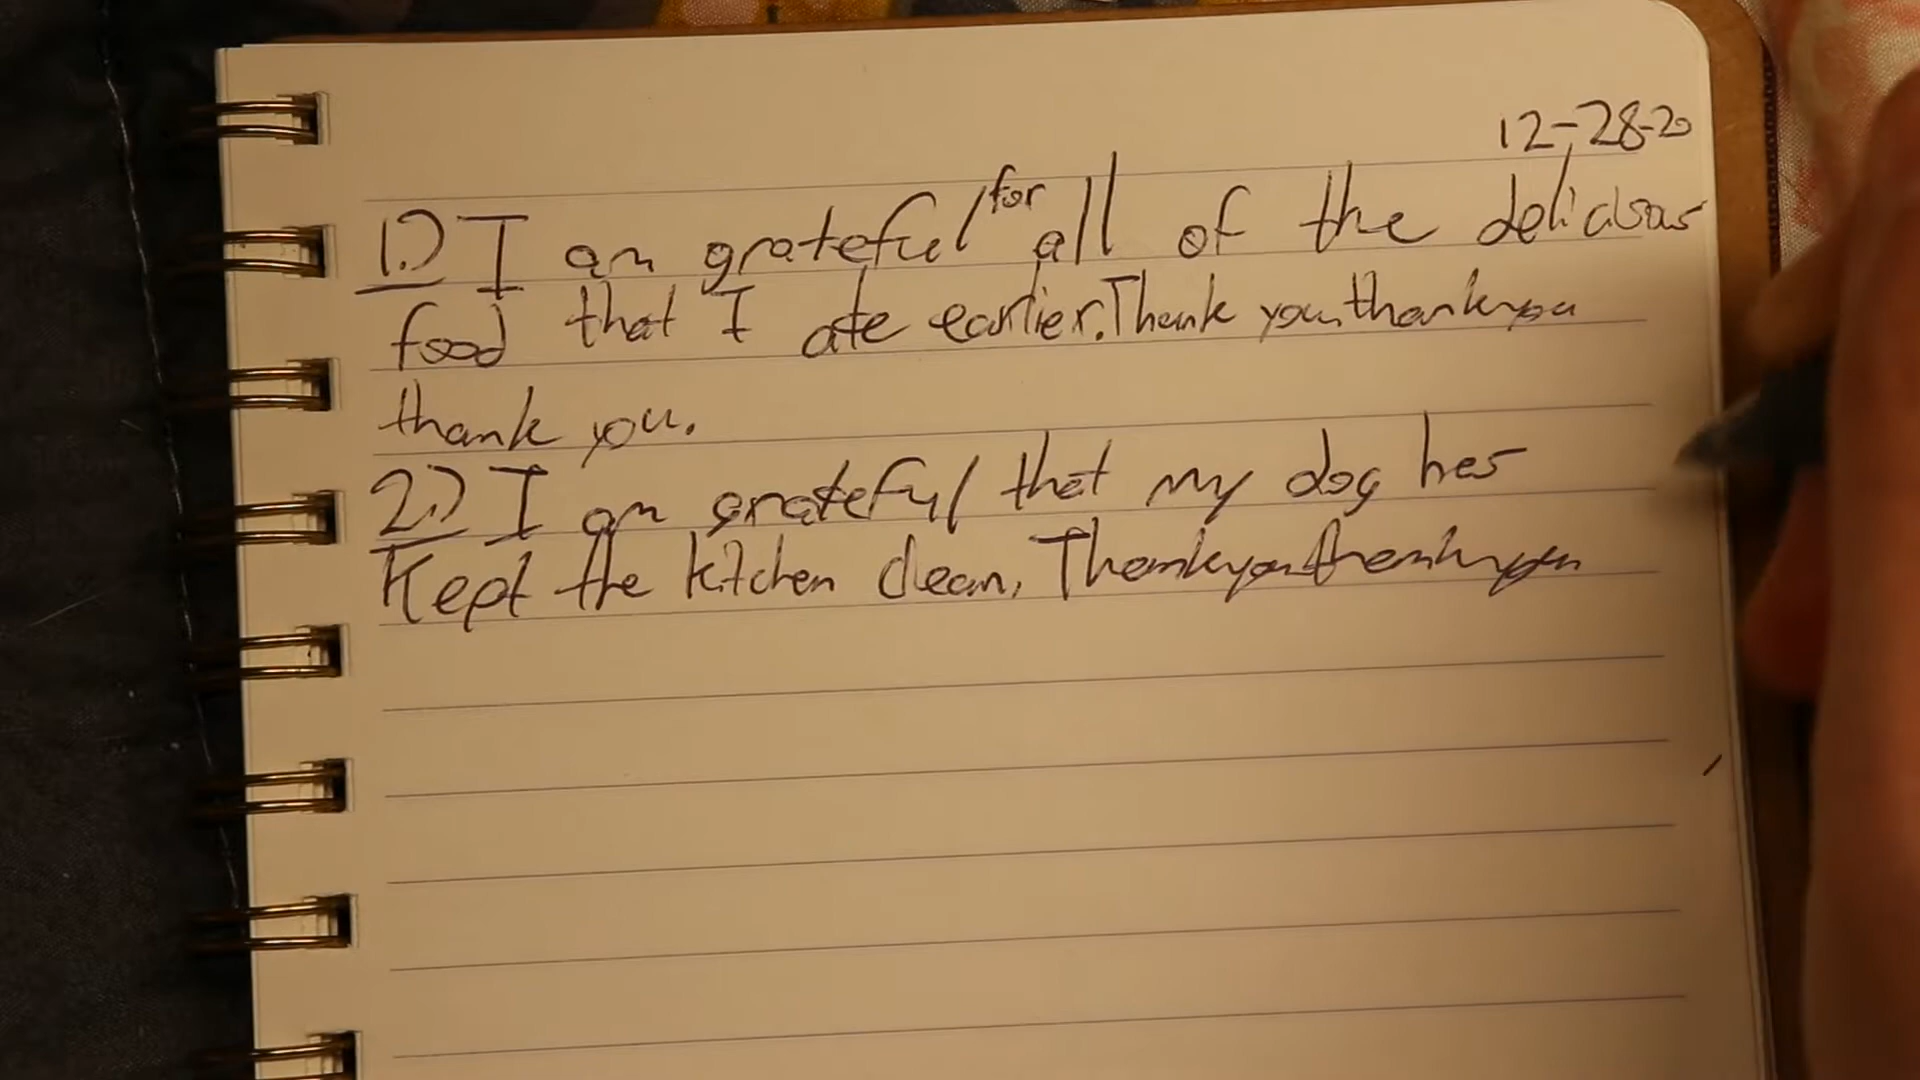 12-28-20
1.) I am grateful for all of the delicious
food that I ate earlier. Thank you, thank you
thank you.
2.) I am grateful that my dog has
Kept the kitchen clean. Thank you thank you